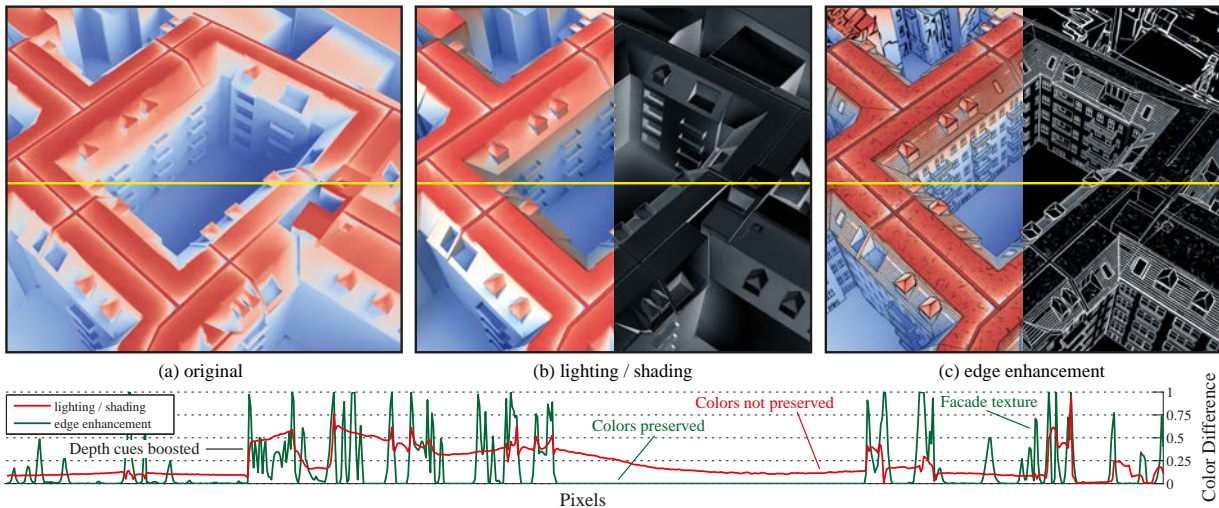 (a) original
(b) lighting / shading
(c) edge enhancement
lighting / shading
edge enhancement
Depth cues boosted
Colors preserved
Colors not preserved
Facade texture
1
0.75
0.5
0.25
0
Color Difference
Pixels